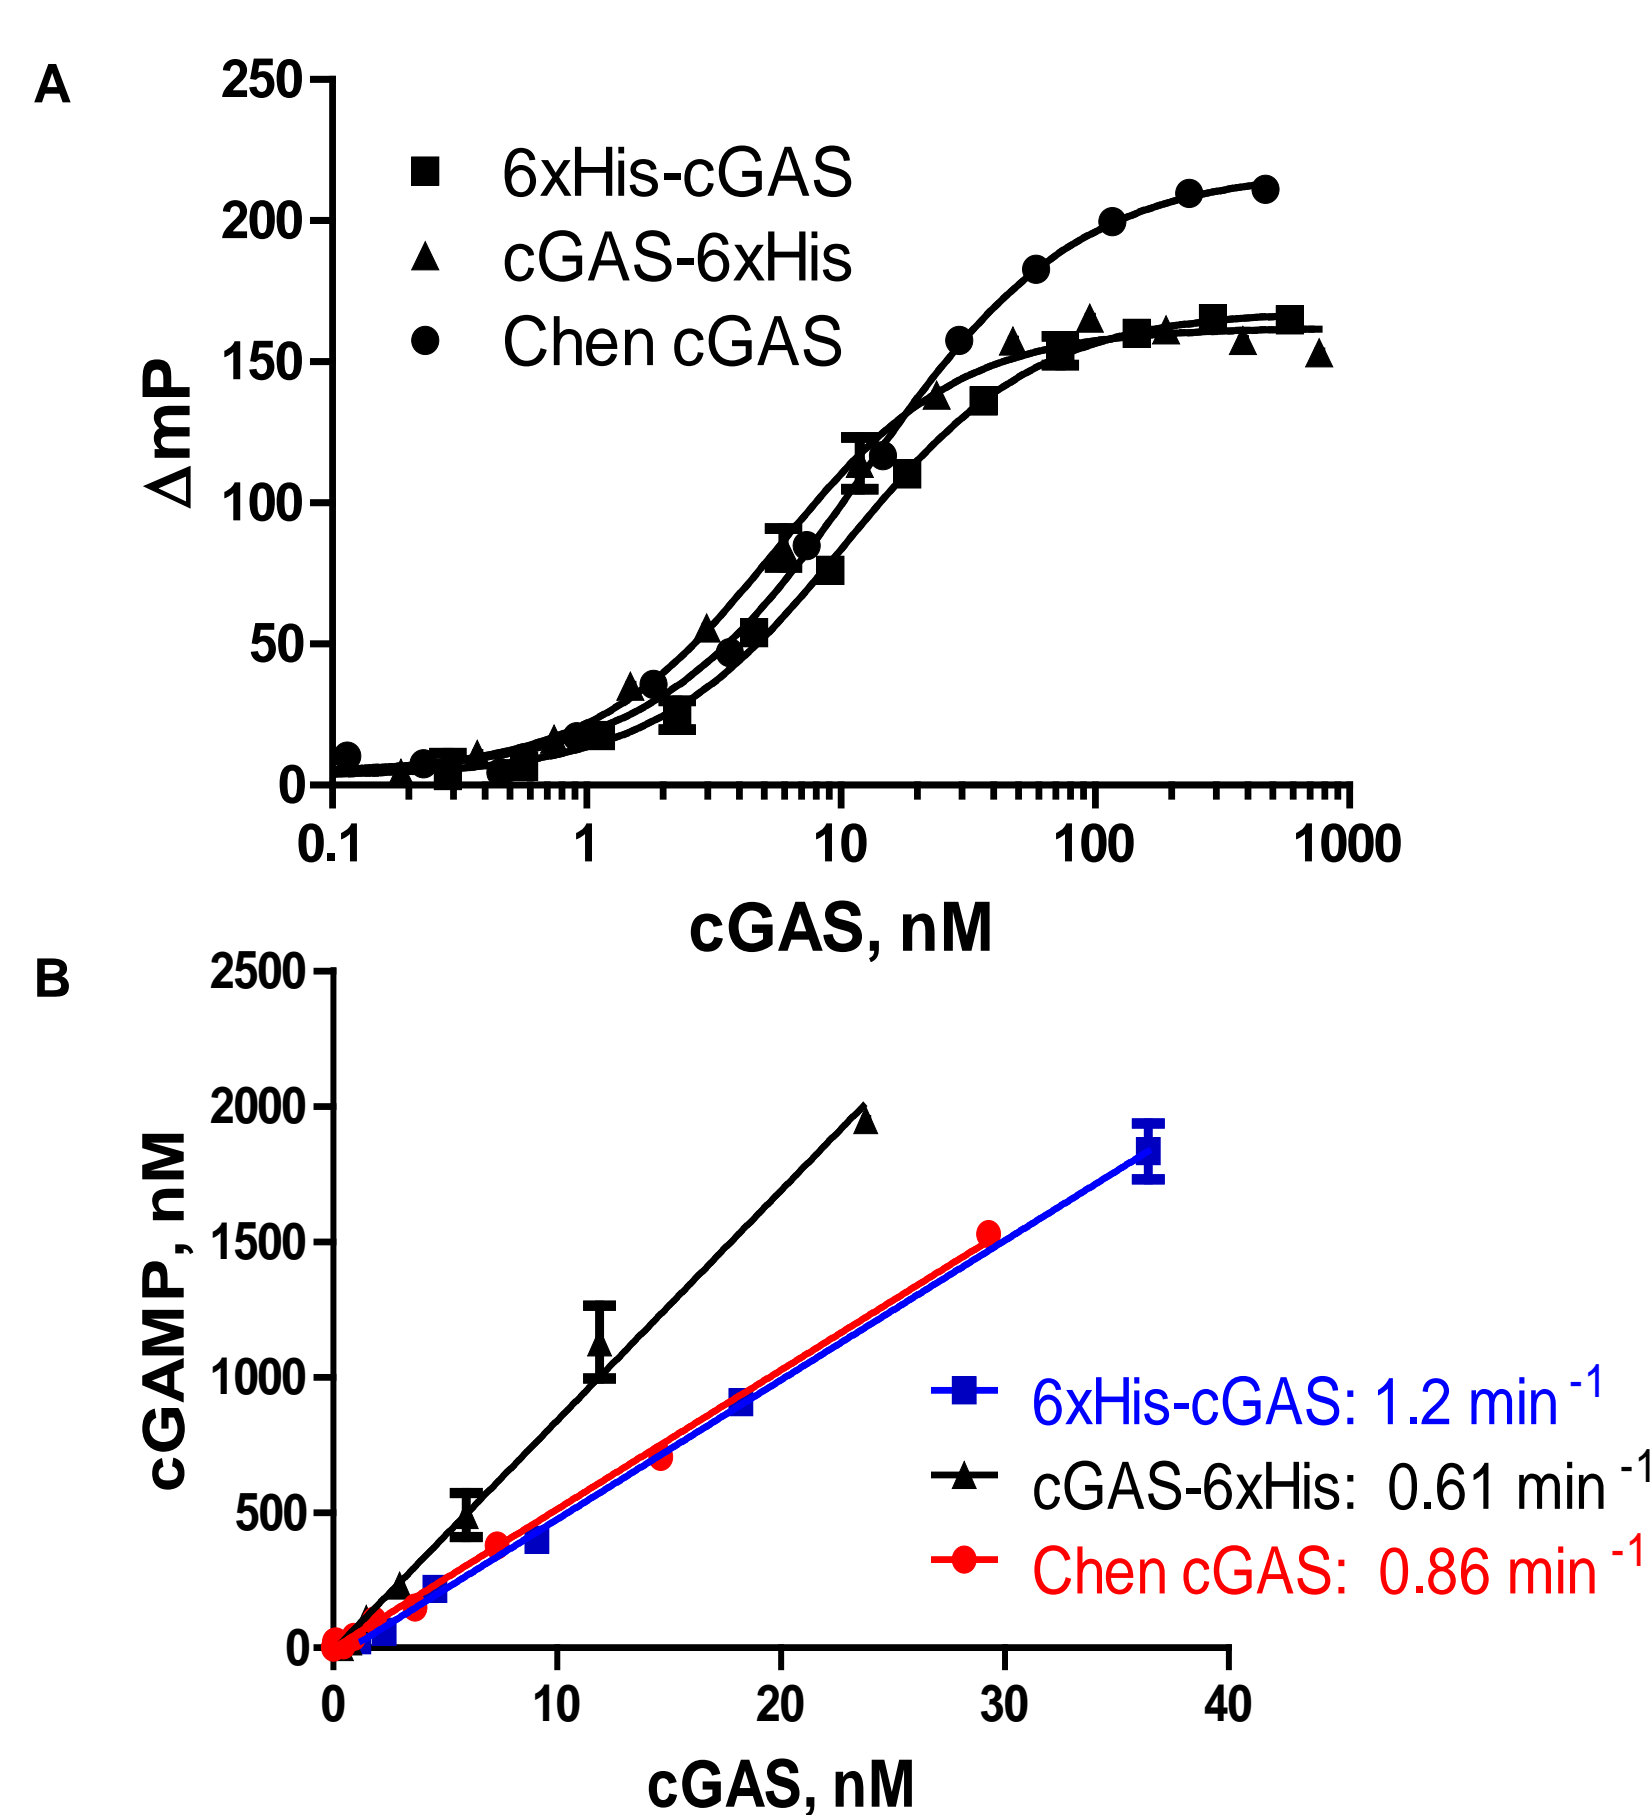 A
250
200
150
100
50
0
ΔmP
6xHis-cGAS
cGAS-6xHis
Chen cGAS
0.1 1 10 100 1000
cGAS, nM
B
2500
2000
1500
1000
500
0
cGAMP, nM
6xHis-cGAS: 1.2 min -1
cGAS-6xHis: 0.61 min -1
Chen cGAS: 0.86 min -1
0 10 20 30 40
cGAS, nM